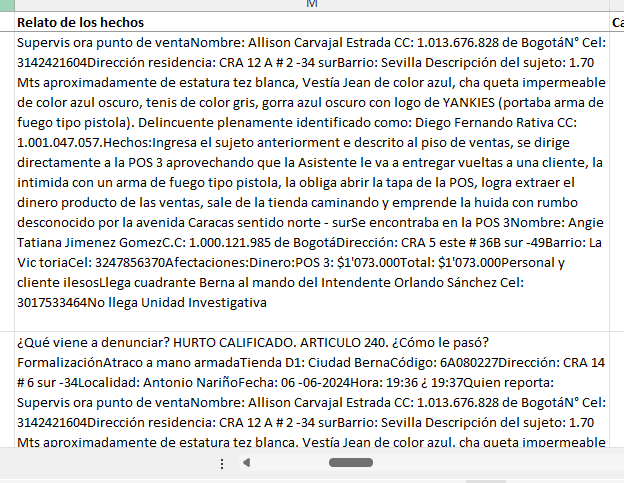 M
Relato de los hechos
Ca
Supervis ora punto de ventaNombre: Allison Carvajal Estrada CC: 1.013.676.828 de BogotáN° Cel:
3142421604Dirección residencia: CRA 12 A # 2 -34 surBarrio: Sevilla Descripción del sujeto: 1.70
Mts aproximadamente de estatura tez blanca, Vestía Jean de color azul, cha queta impermeable
de color azul oscuro, tenis de color gris, gorra azul oscuro con logo de YANKIES (portaba arma de
fuego tipo pistola). Delincuente plenamente identificado como: Diego Fernando Rativa CC:
1.001.047.057.Hechos:Ingresa el sujeto anteriorment e descrito al piso de ventas, se dirige
directamente a la POS 3 aprovechando que la Asistente le va a entregar vueltas a una cliente, la
intimida con un arma de fuego tipo pistola, la obliga abrir la tapa de la POS, logra extraer el
dinero producto de las ventas, sale de la tienda caminando y emprende la huida con rumbo
desconocido por la avenida Caracas sentido norte - surSe encontraba en la POS 3Nombre: Angie
Tatiana Jimenez GomezC.C: 1.000.121.985 de BogotáDirección: CRA 5 este # 36B sur -49Barrio: La
Vic toriaCel: 3247856370Afectaciones:Dinero:POS 3: $1'073.000Total: $1'073.000Personal y
cliente ilesosLlega cuadrante Berna al mando del Intendente Orlando Sánchez Cel:
3017533464No llega Unidad Investigativa
¿Qué viene a denunciar? HURTO CALIFICADO. ARTICULO 240. ¿Cómo le pasó?
FormalizaciónAtraco a mano armadaTienda D1: Ciudad BernaCódigo: 6A080227Dirección: CRA 14
# 6 sur -34Localidad: Antonio NariñoFecha: 06 -06-2024Hora: 19:36 ¿ 19:37Quien reporta:
Supervis ora punto de ventaNombre: Allison Carvajal Estrada CC: 1.013.676.828 de BogotáN° Cel:
3142421604Dirección residencia: CRA 12 A # 2 -34 surBarrio: Sevilla Descripción del sujeto: 1.70
Mts aproximadamente de estatura tez blanca, Vestía Jean de color azul, cha queta impermeable